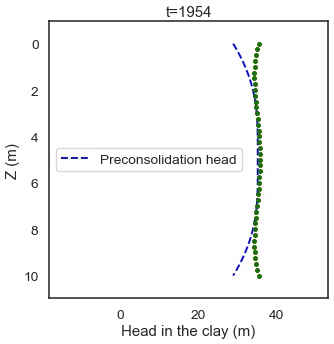 t=1954
0
2
4
6
8
10
Z (m)
Preconsolidation head
0 20 40
Head in the clay (m)